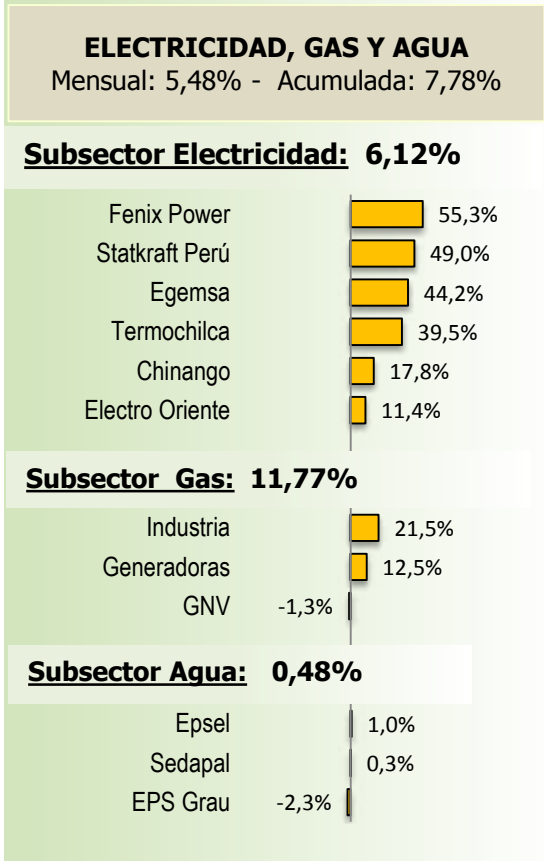 ELECTRICIDAD, GAS Y AGUA
Mensual: 5,48% - Acumulada: 7,78%
Subsector Electricidad: 6,12%
Fenix Power 55,3%
Statkraft Perú 49,0%
Egemsa 44,2%
Termochilca 39,5%
Chinango 17,8%
Electro Oriente 11,4%
Subsector Gas: 11,77%
Industria 21,5%
Generadoras 12,5%
GNV -1,3%
Subsector Agua: 0,48%
Epsel 1,0%
Sedapal 0,3%
EPS Grau -2,3%